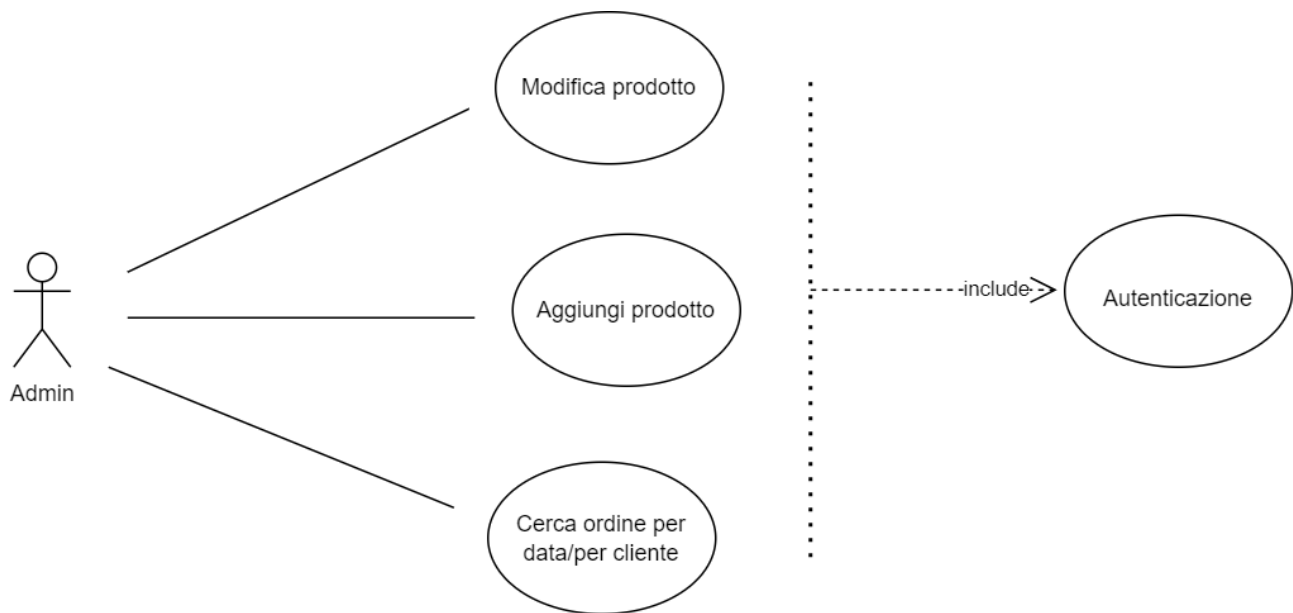 Modifica prodotto
Aggiungi prodotto
include
Autenticazione
Admin
Cerca ordine per
data/per cliente